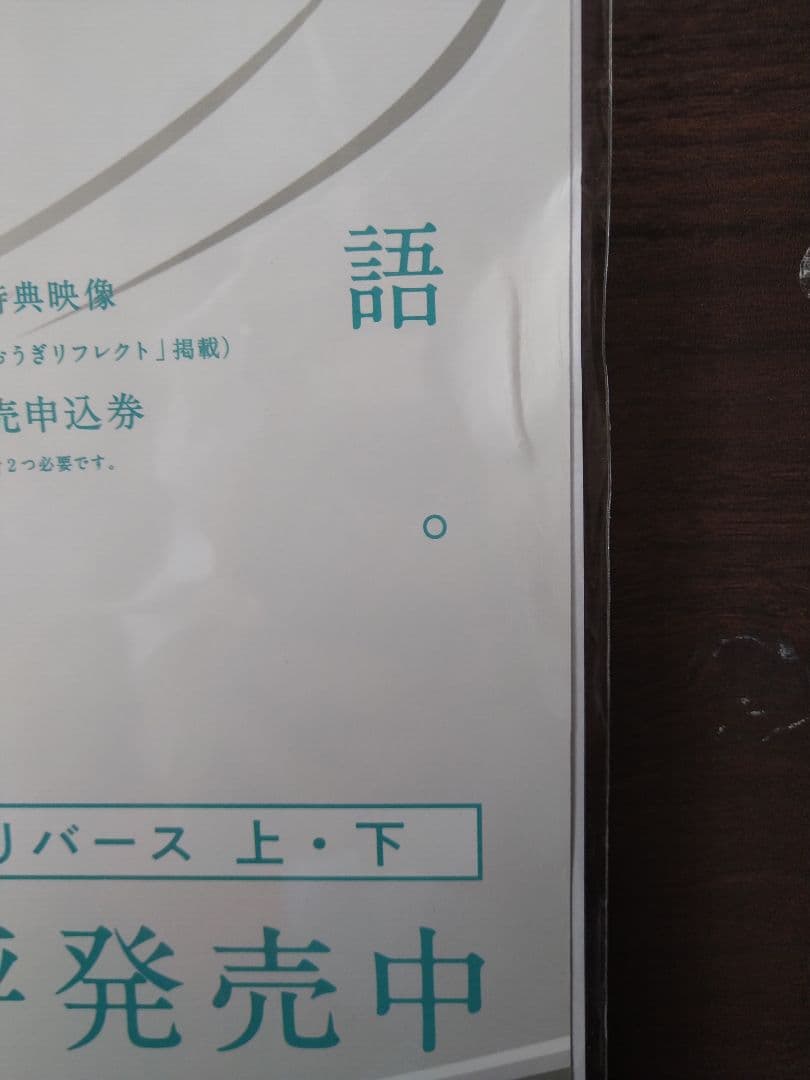 語。
典映像
おうぎリフレクト」掲載）
売申込券
2つ必要です。
リバース 上・下
発売中